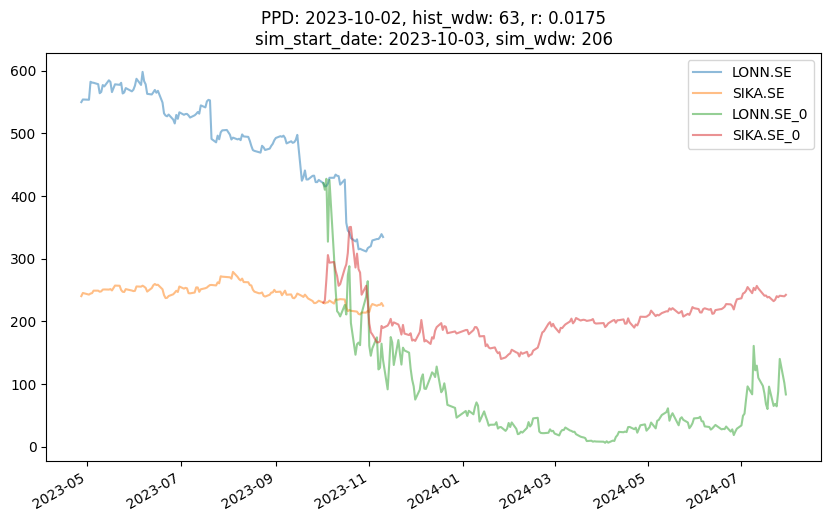 PPD: 2023-10-02, hist_wdw: 63, r: 0.0175
sim_start_date: 2023-10-03, sim_wdw: 206
LONN.SE
SIKA.SE
LONN.SE_0
SIKA.SE_0
600
500
400
300
200
100
0
2023-05
2023-07
2023-09
2023-11
2024-01
2024-03
2024-05
2024-07